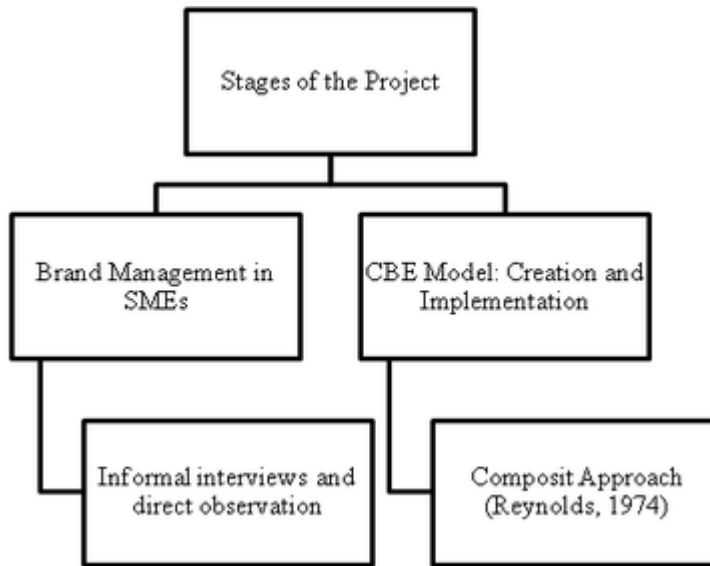 Stages of the Project
Brand Management in
SMEs
CBE Model: Creation and
Implementation
Informal interviews and
direct observation
Composit Approach
(Reynolds, 1974)